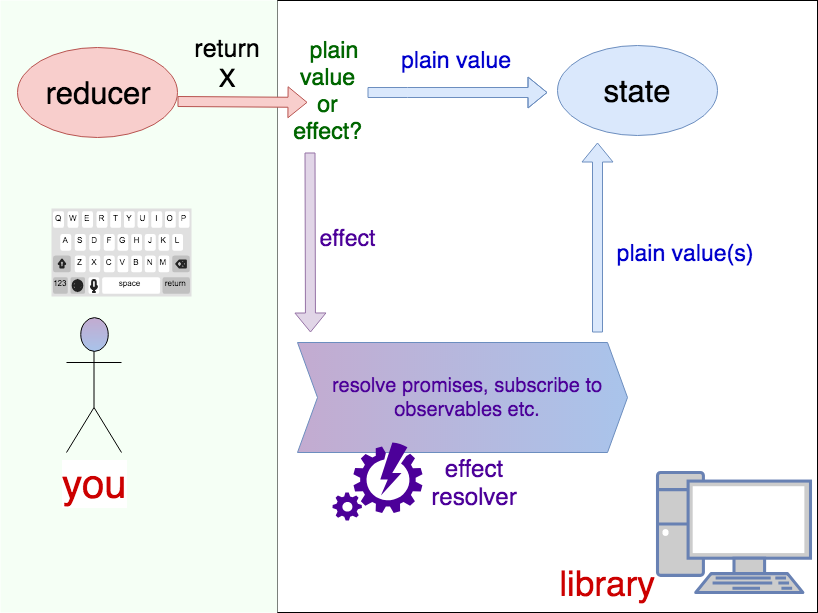 reducer
return
X
plain
value
or
effect?
plain value
state
effect
plain value(s)
Q W E R T Y U I O P
A S D F G H J K L
Z X C V B N M
123 space return
resolve promises, subscribe to
observables etc.
effect
resolver
you
library